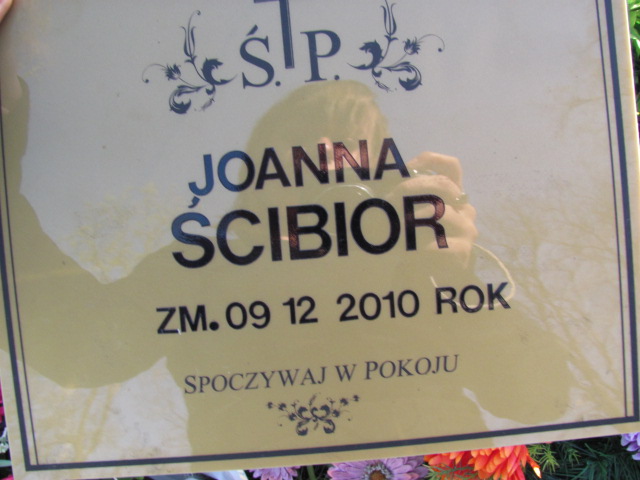 Ś. P.
JOANNA
ŚCIBIOR
ZM. 09 12 2010 ROK
SPOCZYWAJ W POKOJU